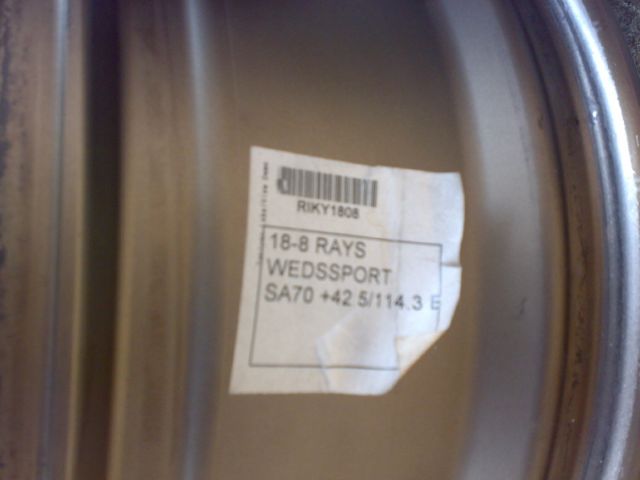 RIKY1808
18-8 RAYS
WEDSSPORT
SA70 +42.5/114.3 E